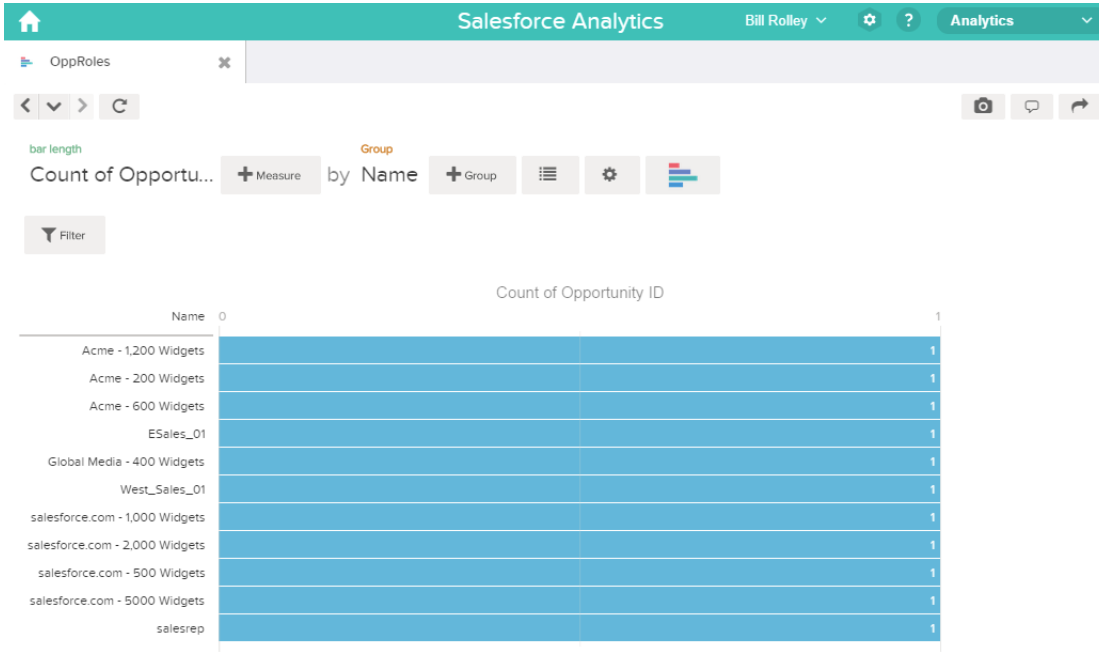 Salesforce Analytics Bill Rolley ? Analytics
OppRoles
bar length Group
Count of Opportu... + Measure by Name + Group
Filter
Count of Opportunity ID
Name 0 1
Acme - 1,200 Widgets 1
Acme - 200 Widgets 1
Acme - 600 Widgets 1
ESales_01 1
Global Media - 400 Widgets 1
West_Sales_01 1
salesforce.com - 1,000 Widgets 1
salesforce.com - 2,000 Widgets 1
salesforce.com - 500 Widgets 1
salesforce.com - 5000 Widgets 1
salesrep 1